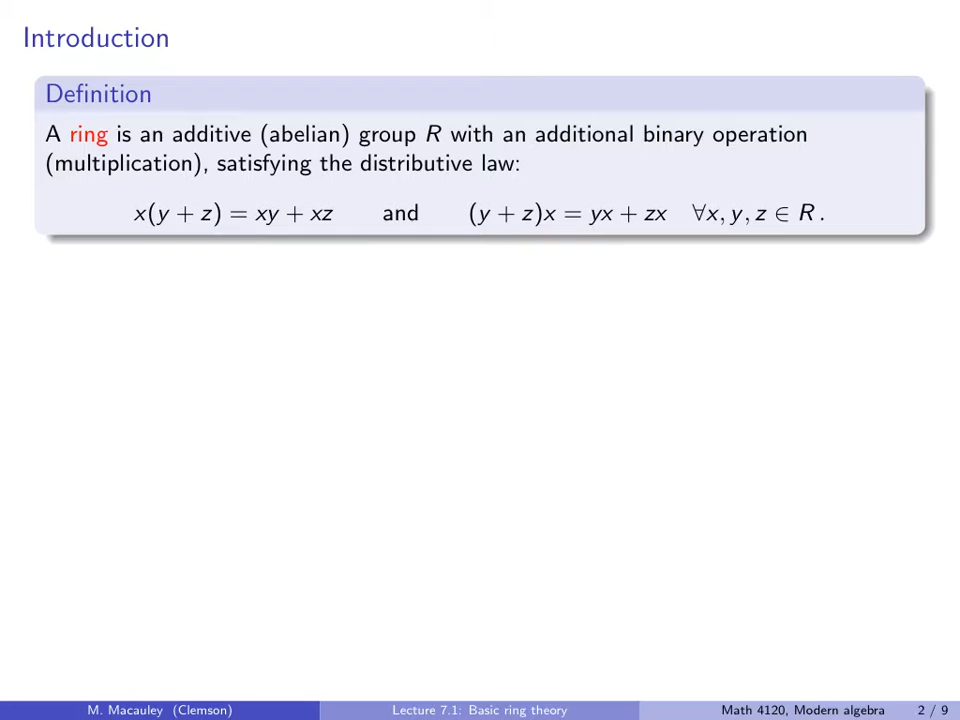 Introduction
Definition
A ring is an additive (abelian) group R with an additional binary operation
(multiplication), satisfying the distributive law:
x(y + z) = xy + xz and (y + z)x = yx + zx ∀x, y, z ∈ R .
M. Macauley (Clemson) Lecture 7.1: Basic ring theory Math 4120, Modern algebra 2 / 9